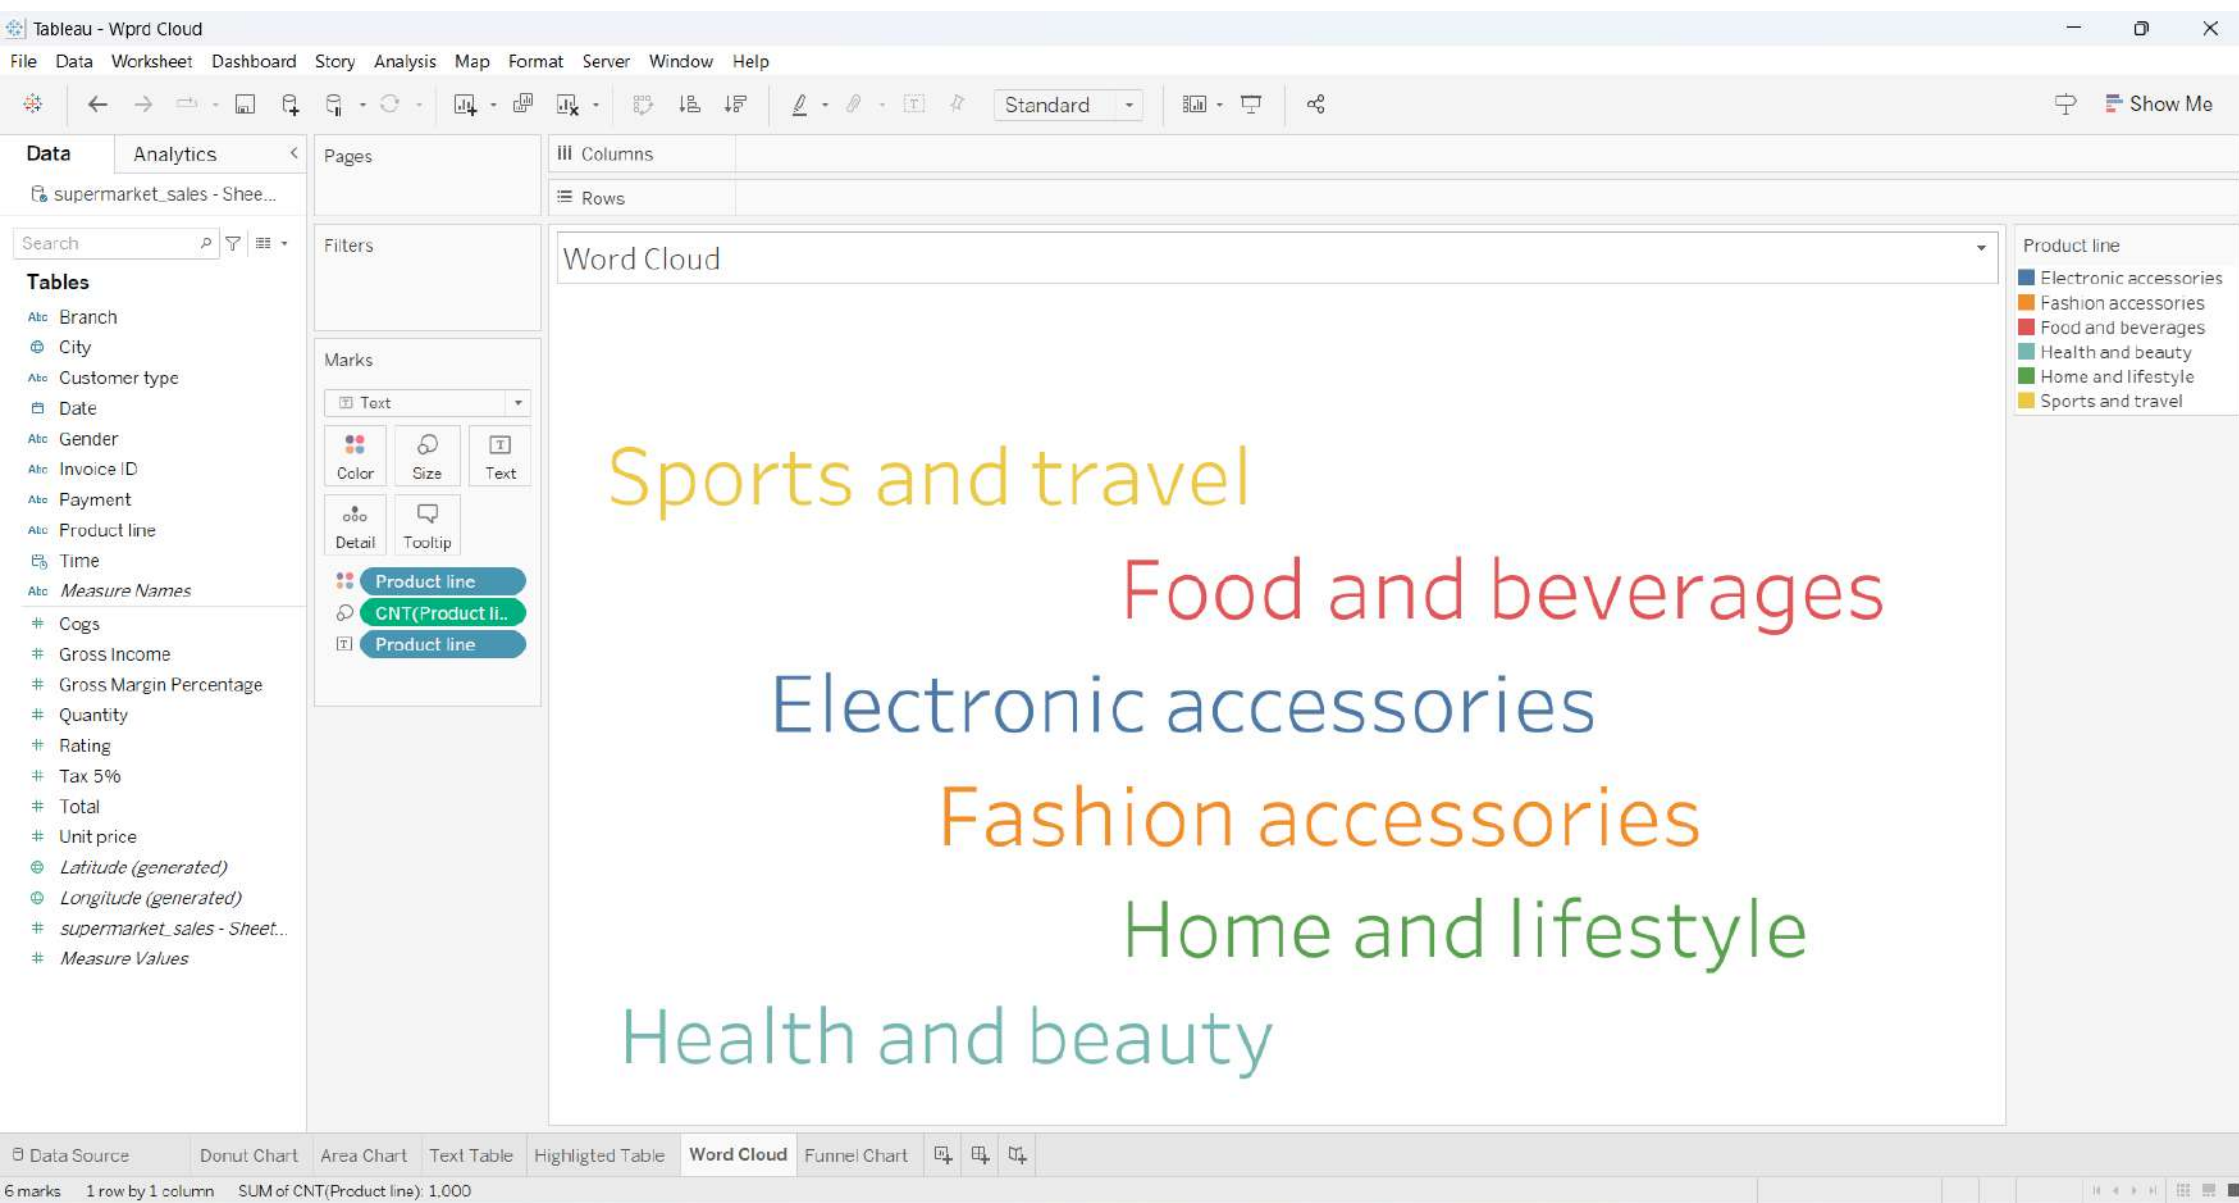 Tableau - Wprd Cloud
File Data Worksheet Dashboard Story Analysis Map Format Server Window Help
Standard
Show Me
Data Analytics
supermarket_sales - Shee...
Search
Tables
Abc Branch
City
Abc Customer type
Date
Abc Gender
Abc Invoice ID
Abc Payment
Abc Product line
Time
Abc Measure Names
# Cogs
# Gross Income
# Gross Margin Percentage
# Quantity
# Rating
# Tax 5%
# Total
# Unit price
Latitude (generated)
Longitude (generated)
# supermarket_sales - Sheet...
# Measure Values
Pages
Filters
Marks
T Text
Color Size T Text
Detail Tooltip
Product line
CNT(Product li..
T Product line
Columns
Rows
Word Cloud
Sports and travel
Food and beverages
Electronic accessories
Fashion accessories
Home and lifestyle
Health and beauty
Product line
Electronic accessories
Fashion accessories
Food and beverages
Health and beauty
Home and lifestyle
Sports and travel
Data Source Donut Chart Area Chart Text Table Highligted Table Word Cloud Funnel Chart
6 marks 1 row by 1 column SUM of CNT(Product line): 1,000